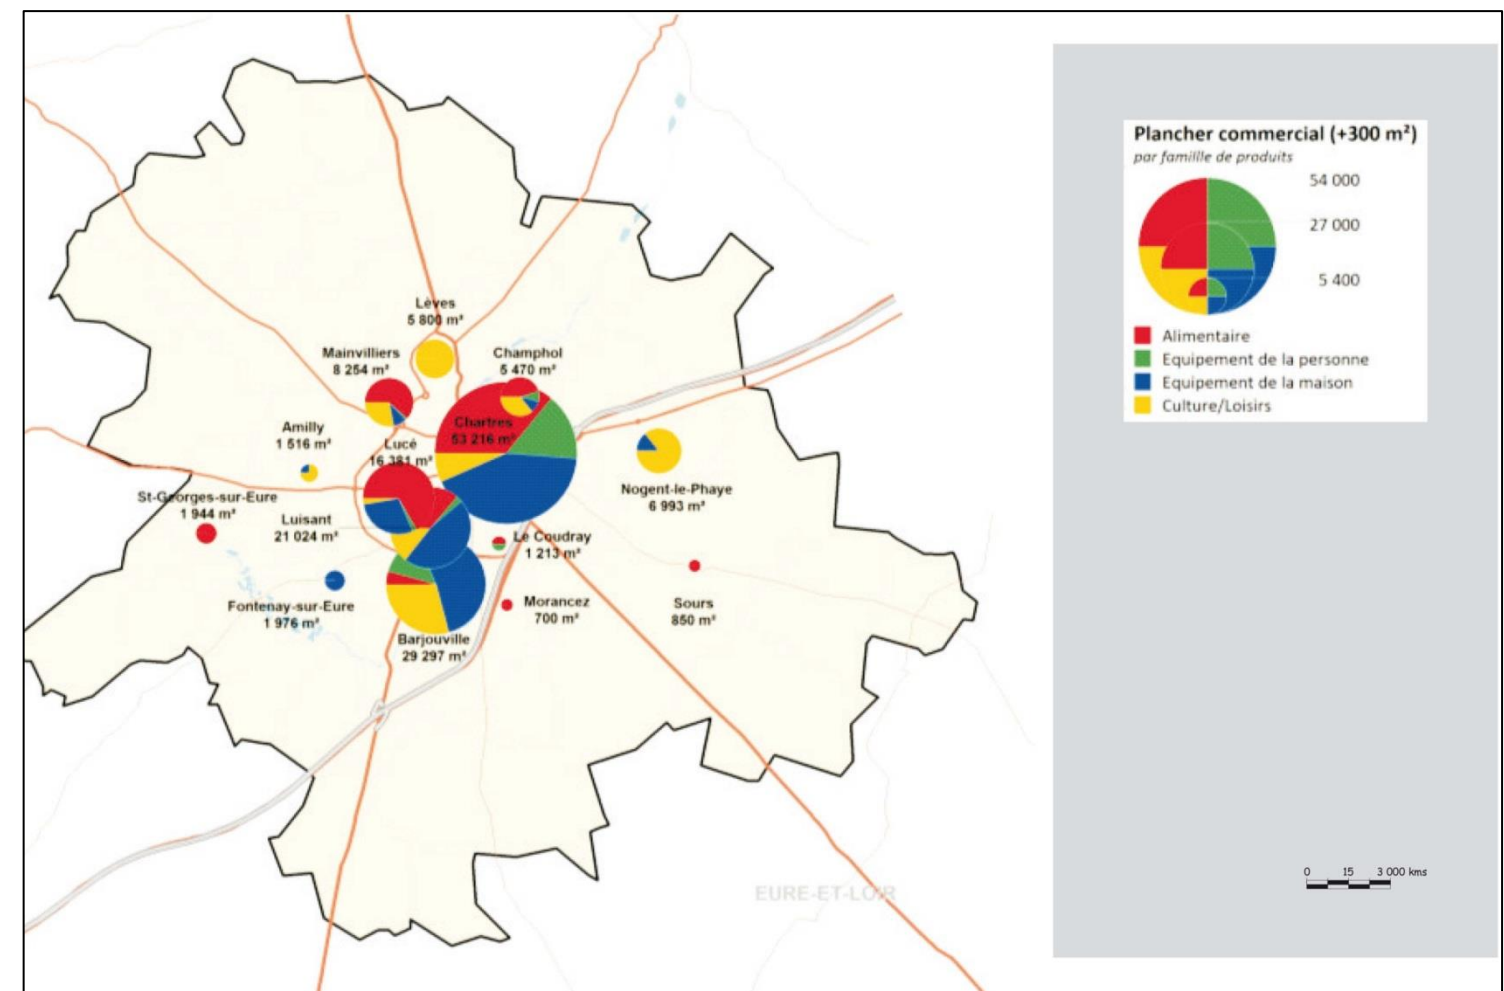 Lèves
5 800 m²
Mainvilliers
8 254 m²
Champhol
5 470 m²
Chartres
53 216 m²
Amilly
1 516 m²
Lucé
16 381 m²
Nogent-le-Phaye
6 993 m²
St-Georges-sur-Eure
1 944 m²
Luisant
21 024 m²
Le Coudray
1 213 m²
Fontenay-sur-Eure
1 976 m²
Morancez
700 m²
Sours
850 m²
Barjouville
29 297 m²
EURE-ET-LOIR
Plancher commercial (+300 m²)
par famillle de produits
54 000
27 000
5 400
Alimentaire
Equipement de la personne
Equipement de la maison
Culture/Loisirs
0 15 3 000 kms